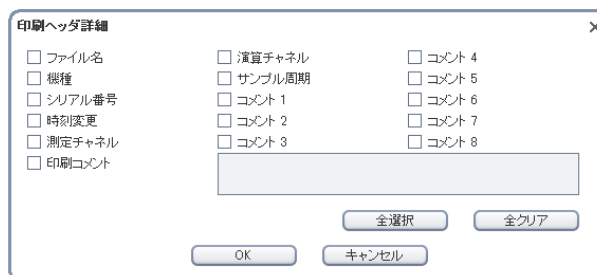 印刷ヘッダ詳細
ファイル名 演算チャネル コメント 4
機種 サンプル周期 コメント 5
シリアル番号 コメント 1 コメント 6
時刻変更 コメント 2 コメント 7
測定チャネル コメント 3 コメント 8
印刷コメント
全選択 全クリア
OK キャンセル